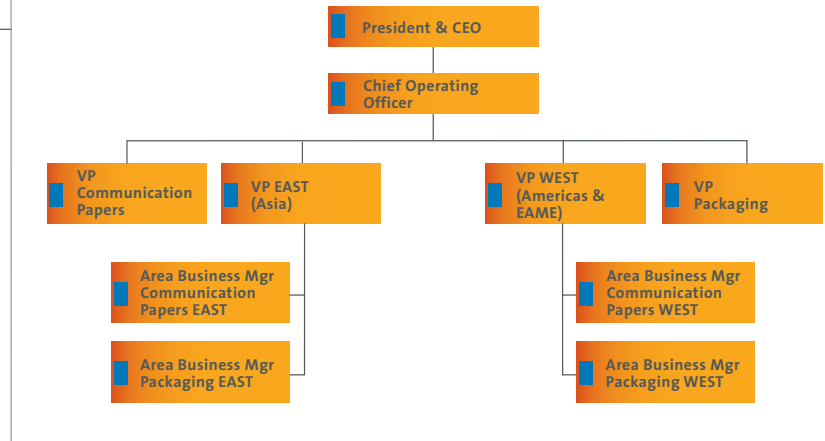 President & CEO
Chief Operating
Officer
VP
Communication
Papers
VP EAST
(Asia)
VP WEST
(Americas &
EAME)
VP
Packaging
Area Business Mgr
Communication
Papers EAST
Area Business Mgr
Communication
Papers WEST
Area Business Mgr
Packaging EAST
Area Business Mgr
Packaging WEST